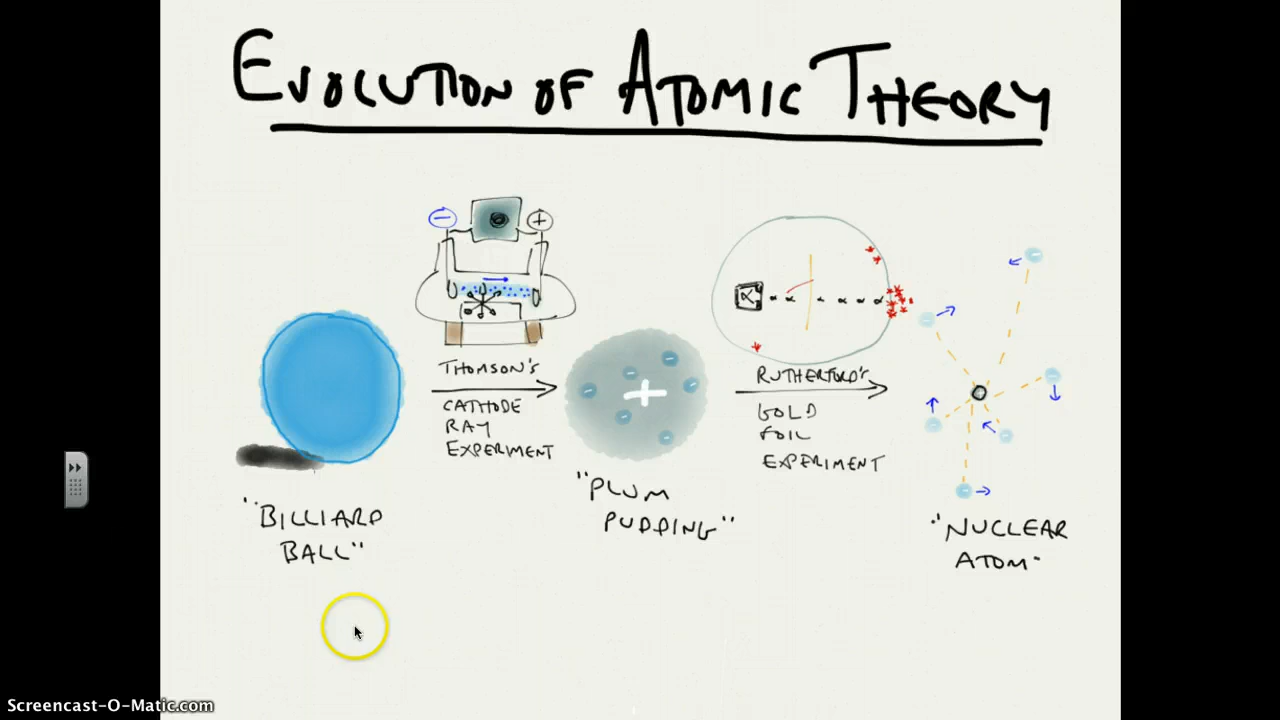 EVOLUTION OF ATOMIC THEORY
− +
THOMSON'S
CATHODE
RAY
EXPERIMENT
α
RUTHERFORD'S
GOLD
FOIL
EXPERIMENT
+
"BILLIARD
BALL"
"PLUM
PUDDING"
"NUCLEAR
ATOM"
Screencast-O-Matic.com